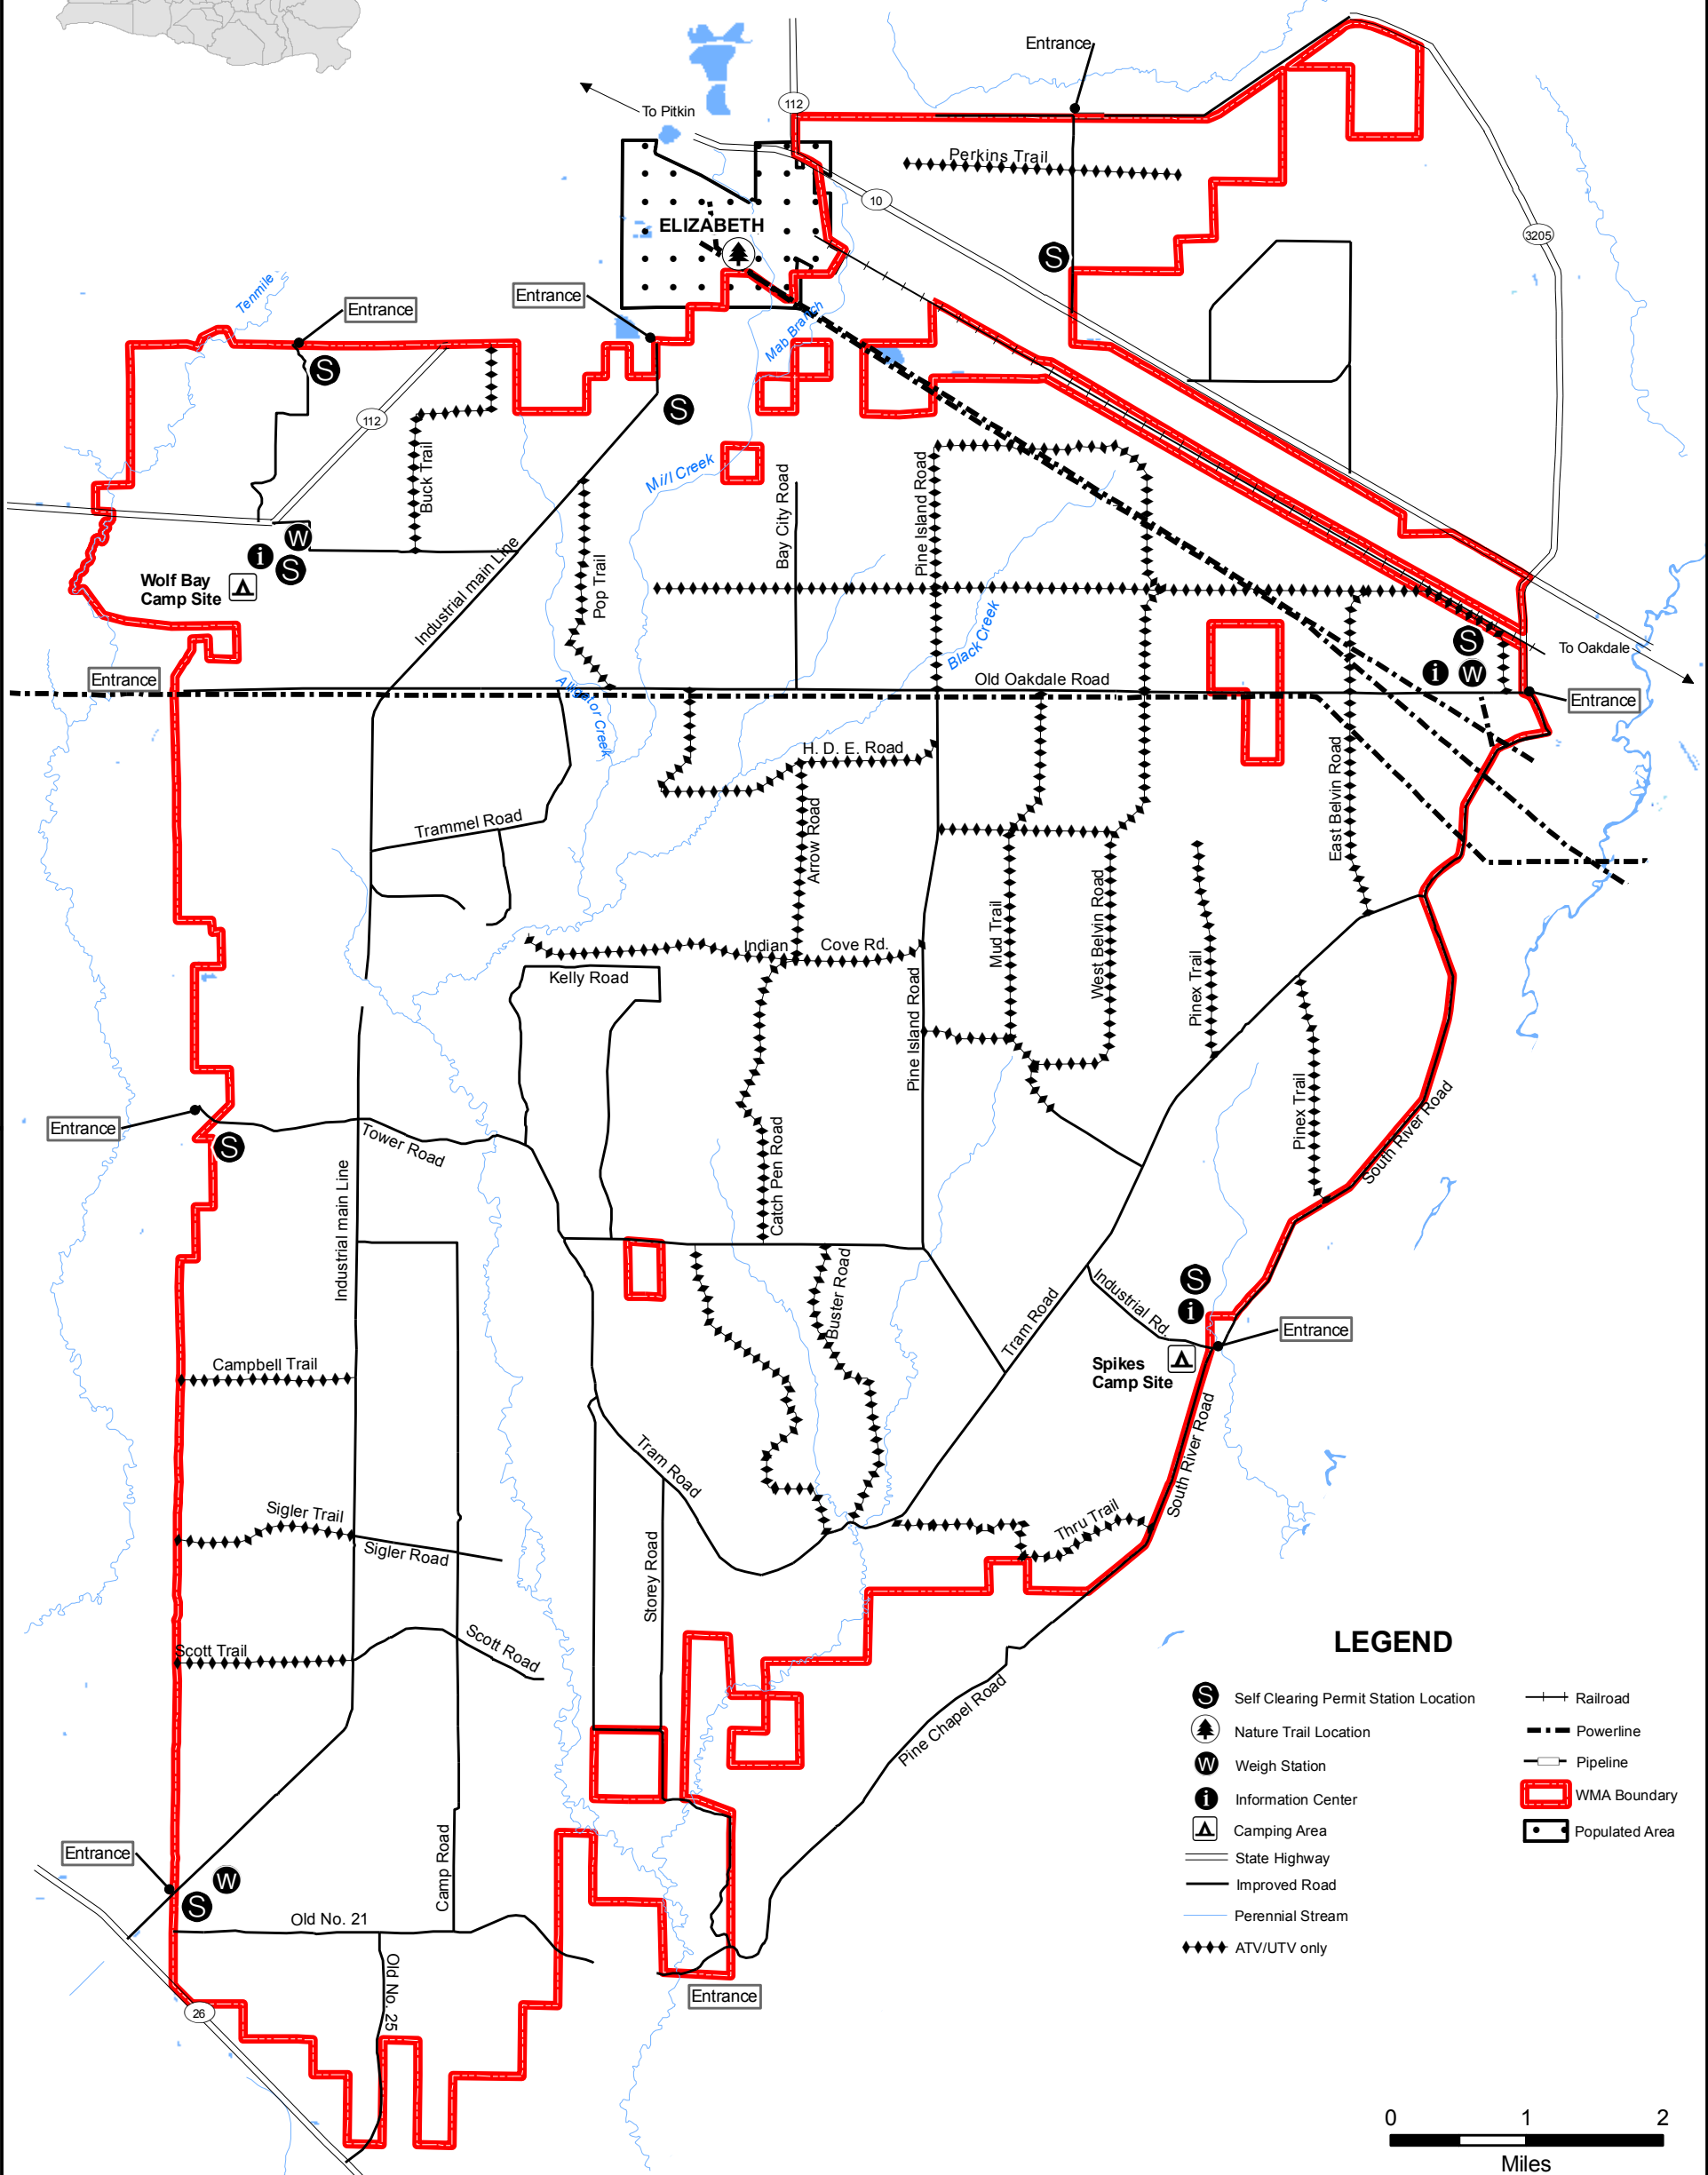 Entrance
To Pitkin
112
Perkins Trail
10
ELIZABETH
3205
Tenmile
Entrance
Entrance
Mab Branch
112
Buck Trail
Mill Creek
Bay City Road
Pine Island Road
Industrial main Line
Pop Trail
Wolf Bay
Camp Site
Black Creek
To Oakdale
Entrance
Old Oakdale Road
Entrance
Alligator Creek
H. D. E. Road
East Belvin Road
Trammel Road
Arrow Road
Mud Trail
West Belvin Road
Indian Cove Rd.
Pinex Trail
Kelly Road
Pine Island Road
Entrance
Tower Road
Catch Pen Road
Pinex Trail
South River Road
Industrial main Line
Buster Road
Tram Road
Industrial Rd.
Entrance
Campbell Trail
Spikes
Camp Site
South River Road
Tram Road
Sigler Trail
Sigler Road
Thru Trail
Storey Road
Scott Trail
Scott Road
Pine Chapel Road
Entrance
Camp Road
Old No. 21
Old No. 25
Entrance
26
LEGEND
S Self Clearing Permit Station Location
Nature Trail Location
W Weigh Station
i Information Center
Camping Area
State Highway
Improved Road
Perennial Stream
ATV/UTV only
Railroad
Powerline
Pipeline
WMA Boundary
Populated Area
0 1 2
Miles